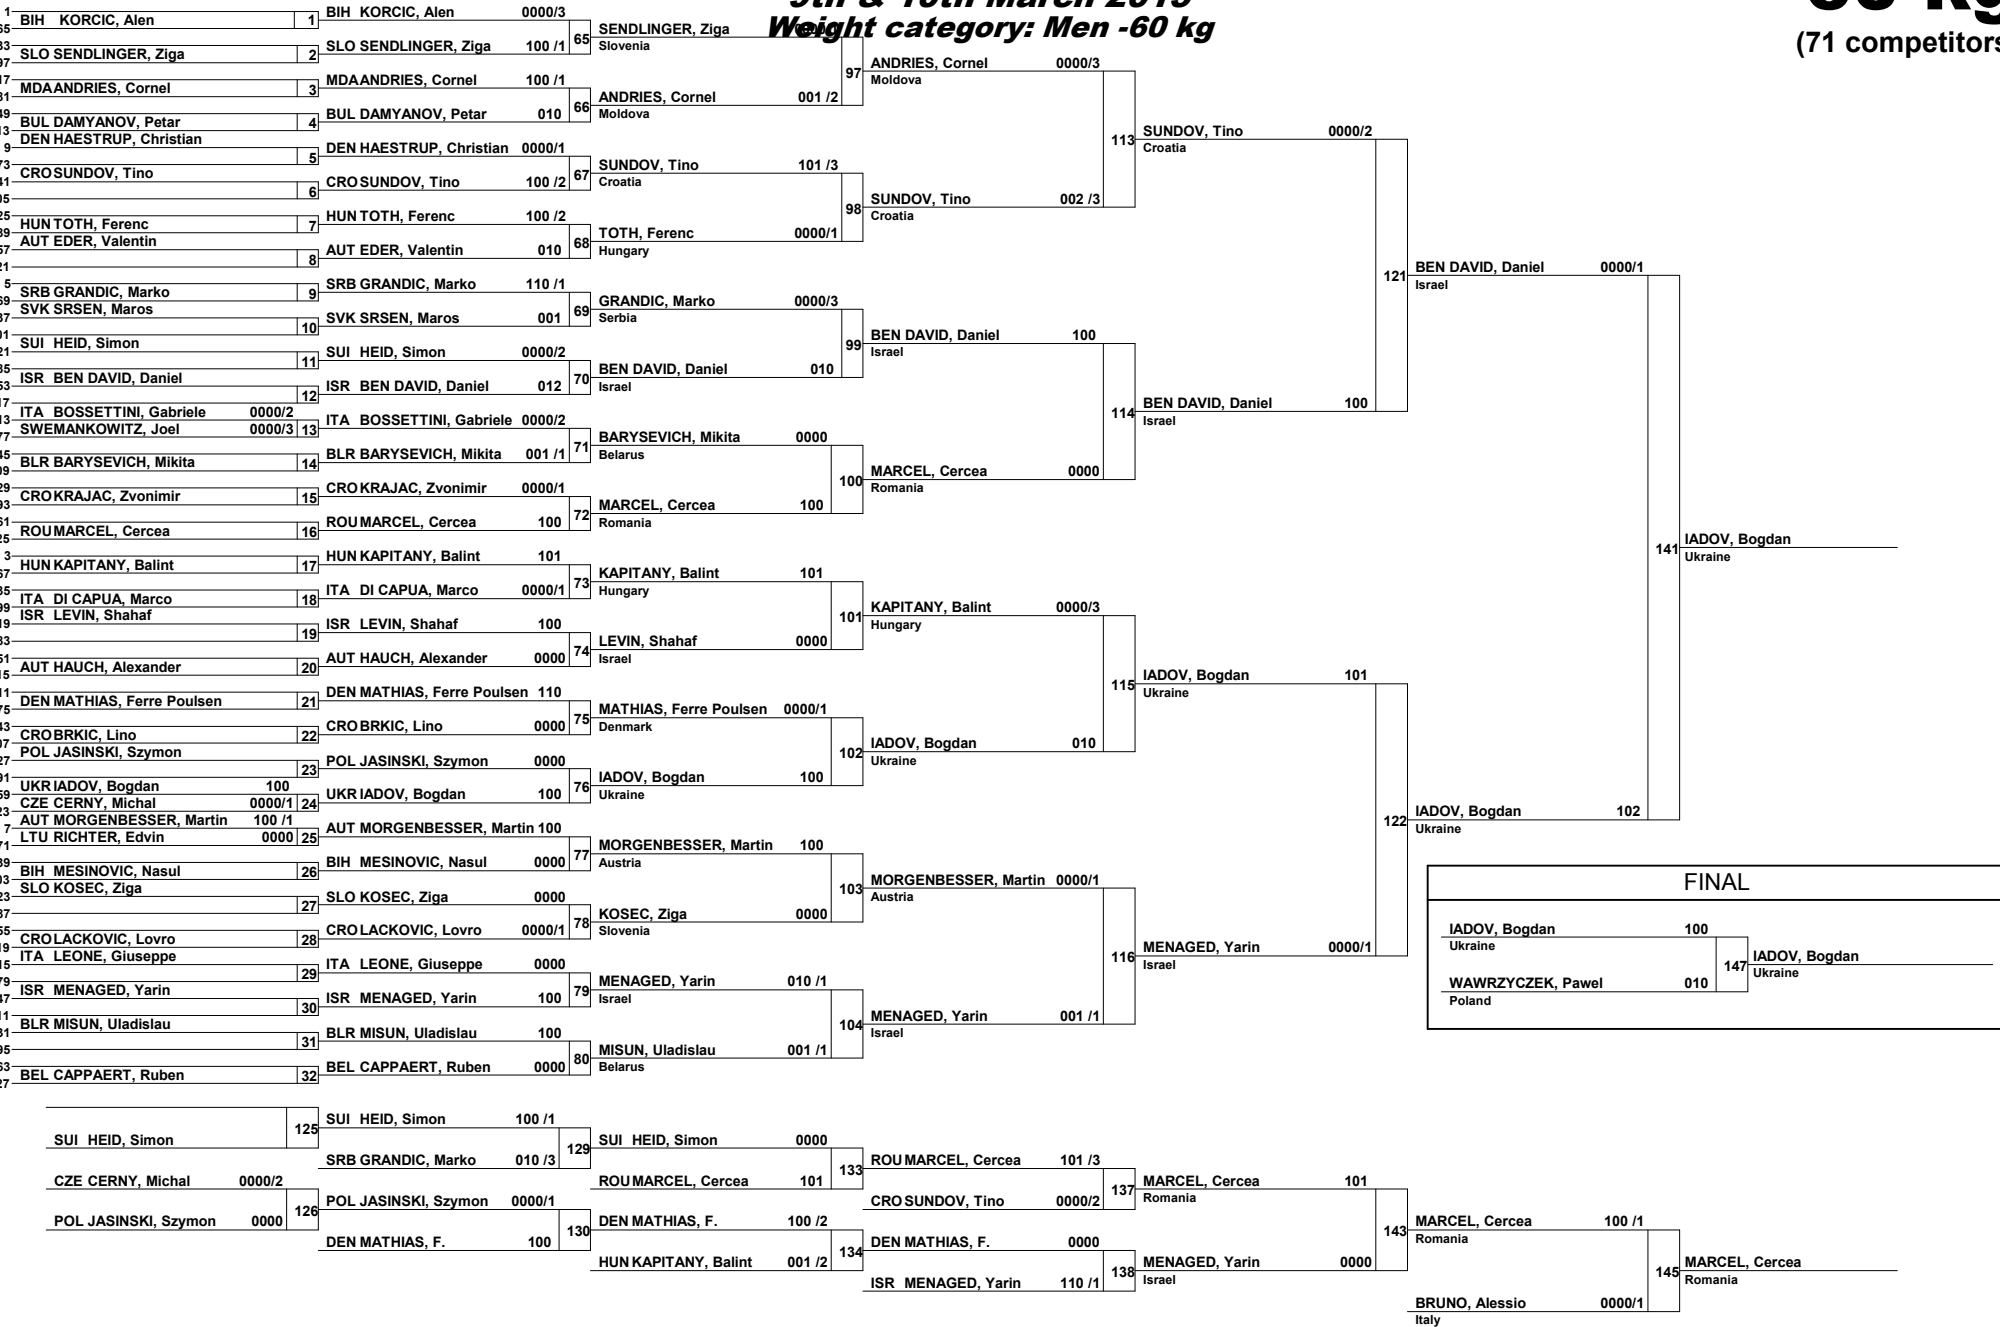 9th & 10th March 2019
Weight category: Men -60 kg
(71 competitors
BIH KORCIC, Alen 1
SLO SENDLINGER, Ziga 2
MDA ANDRIES, Cornel 3
BUL DAMYANOV, Petar 4
DEN HAESTRUP, Christian 5
CRO SUNDOV, Tino 6
HUN TOTH, Ferenc 7
AUT EDER, Valentin 8
SRB GRANDIC, Marko 9
SVK SRSEN, Maros 10
SUI HEID, Simon 11
ISR BEN DAVID, Daniel 12
ITA BOSSETTINI, Gabriele 0000/2
SWE MANKOWITZ, Joel 0000/3 13
BLR BARYSEVICH, Mikita 14
CRO KRAJAC, Zvonimir 15
ROU MARCEL, Cercea 16
HUN KAPITANY, Balint 17
ITA DI CAPUA, Marco 18
ISR LEVIN, Shahaf 19
AUT HAUCH, Alexander 20
DEN MATHIAS, Ferre Poulsen 21
CRO BRKIC, Lino 22
POL JASINSKI, Szymon 23
UKR IADOV, Bogdan 100
CZE CERNY, Michal 0000/1 24
AUT MORGENBESSER, Martin 100 /1
LTU RICHTER, Edvin 0000 25
BIH MESINOVIC, Nasul 26
SLO KOSEC, Ziga 27
CRO LACKOVIC, Lovro 28
ITA LEONE, Giuseppe 29
ISR MENAGED, Yarin 30
BLR MISUN, Uladislau 31
BEL CAPPAERT, Ruben 32
BIH KORCIC, Alen 0000/3
65
SLO SENDLINGER, Ziga 100 /1
MDA ANDRIES, Cornel 100 /1
66
BUL DAMYANOV, Petar 010
DEN HAESTRUP, Christian 0000/1
67
CRO SUNDOV, Tino 100 /2
HUN TOTH, Ferenc 100 /2
68
AUT EDER, Valentin 010
SRB GRANDIC, Marko 110 /1
69
SVK SRSEN, Maros 001
SUI HEID, Simon 0000/2
70
ISR BEN DAVID, Daniel 012
ITA BOSSETTINI, Gabriele 0000/2
71
BLR BARYSEVICH, Mikita 001 /1
CRO KRAJAC, Zvonimir 0000/1
72
ROU MARCEL, Cercea 100
HUN KAPITANY, Balint 101
73
ITA DI CAPUA, Marco 0000/1
ISR LEVIN, Shahaf 100
74
AUT HAUCH, Alexander 0000
DEN MATHIAS, Ferre Poulsen 110
75
CRO BRKIC, Lino 0000
POL JASINSKI, Szymon 0000
76
UKR IADOV, Bogdan 100
AUT MORGENBESSER, Martin 100
77
BIH MESINOVIC, Nasul 0000
SLO KOSEC, Ziga 0000
78
CRO LACKOVIC, Lovro 0000/1
ITA LEONE, Giuseppe 0000
79
ISR MENAGED, Yarin 100
BLR MISUN, Uladislau 100
80
BEL CAPPAERT, Ruben 0000
SENDLINGER, Ziga
Slovenia
97
ANDRIES, Cornel 001 /2
Moldova
SUNDOV, Tino 101 /3
Croatia
98
TOTH, Ferenc 0000/1
Hungary
GRANDIC, Marko 0000/3
Serbia
99
BEN DAVID, Daniel 010
Israel
BARYSEVICH, Mikita 0000
Belarus
100
MARCEL, Cercea 100
Romania
KAPITANY, Balint 101
Hungary
101
LEVIN, Shahaf 0000
Israel
MATHIAS, Ferre Poulsen 0000/1
Denmark
102
IADOV, Bogdan 100
Ukraine
MORGENBESSER, Martin 100
Austria
103
KOSEC, Ziga 0000
Slovenia
MENAGED, Yarin 010 /1
Israel
104
MISUN, Uladislau 001 /1
Belarus
ANDRIES, Cornel 0000/3
Moldova
113
SUNDOV, Tino 002 /3
Croatia
BEN DAVID, Daniel 100
Israel
114
MARCEL, Cercea 0000
Romania
KAPITANY, Balint 0000/3
Hungary
115
IADOV, Bogdan 010
Ukraine
MORGENBESSER, Martin 0000/1
Austria
116
MENAGED, Yarin 001 /1
Israel
SUNDOV, Tino 0000/2
Croatia
121
BEN DAVID, Daniel 100
Israel
IADOV, Bogdan 101
Ukraine
122
MENAGED, Yarin 0000/1
Israel
BEN DAVID, Daniel 0000/1
Israel
141
IADOV, Bogdan 102
Ukraine
IADOV, Bogdan
Ukraine
FINAL
IADOV, Bogdan 100
Ukraine
147
WAWRZYCZEK, Pawel 010
Poland
IADOV, Bogdan
Ukraine
125
SUI HEID, Simon
CZE CERNY, Michal 0000/2
126
POL JASINSKI, Szymon 0000
SUI HEID, Simon 100 /1
129
SRB GRANDIC, Marko 010 /3
POL JASINSKI, Szymon 0000/1
130
DEN MATHIAS, F. 100
SUI HEID, Simon 0000
133
ROU MARCEL, Cercea 101
DEN MATHIAS, F. 100 /2
134
HUN KAPITANY, Balint 001 /2
ROU MARCEL, Cercea 101 /3
137
CRO SUNDOV, Tino 0000/2
DEN MATHIAS, F. 0000
138
ISR MENAGED, Yarin 110 /1
MARCEL, Cercea 101
Romania
143
MENAGED, Yarin 0000
Israel
MARCEL, Cercea 100 /1
Romania
145
BRUNO, Alessio 0000/1
Italy
MARCEL, Cercea
Romania